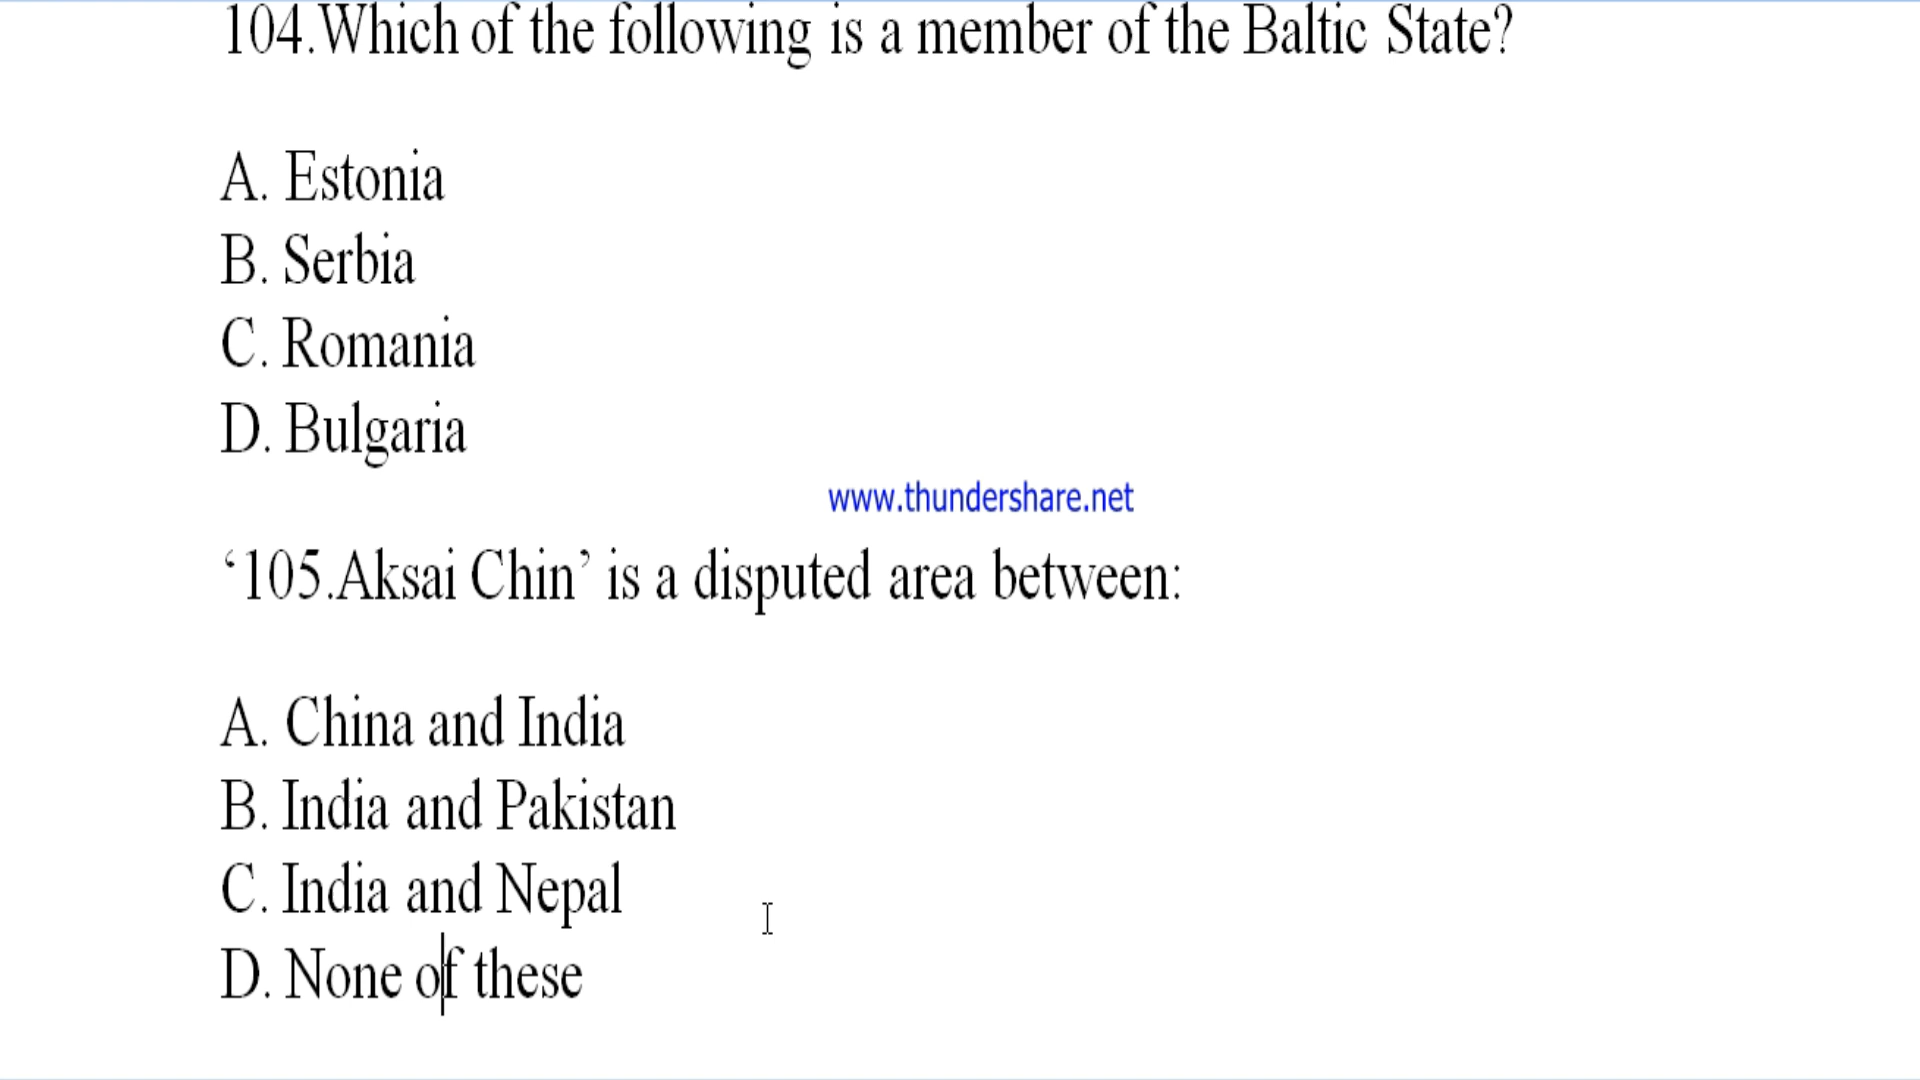 104.Which of the following is a member of the Baltic State?
A. Estonia
B. Serbia
C. Romania
D. Bulgaria
www.thundershare.net
‘105.Aksai Chin’ is a disputed area between:
A. China and India
B. India and Pakistan
C. India and Nepal
D. None of these